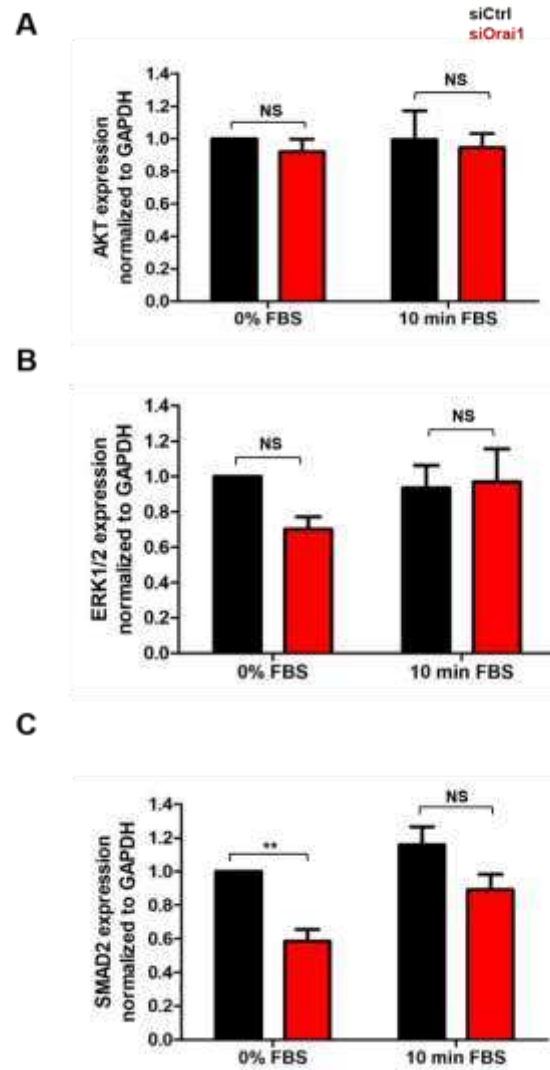 siCtrl
siOrai1
A
AKT expression
normalized to GAPDH
1.4
1.2
1.0
0.8
0.6
0.4
0.2
0.0
NS
NS
0% FBS
10 min FBS
B
ERK1/2 expression
normalized to GAPDH
1.4
1.2
1.0
0.8
0.6
0.4
0.2
0.0
NS
NS
0% FBS
10 min FBS
C
SMAD2 expression
normalized to GAPDH
1.4
1.2
1.0
0.8
0.6
0.4
0.2
0.0
**
NS
0% FBS
10 min FBS